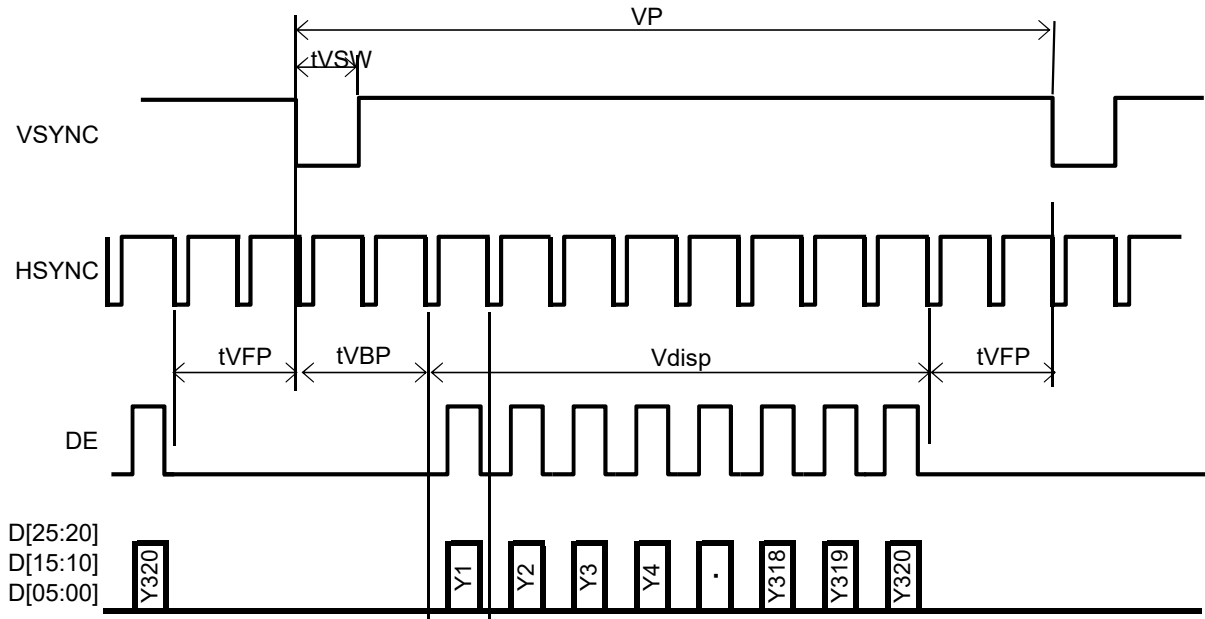 VP
tVSW
VSYNC
HSYNC
tVFP
tVBP
Vdisp
tVFP
DE
D[25:20]
D[15:10]
D[05:00]
Y320
Y1
Y2
Y3
Y4
.
Y318
Y319
Y320